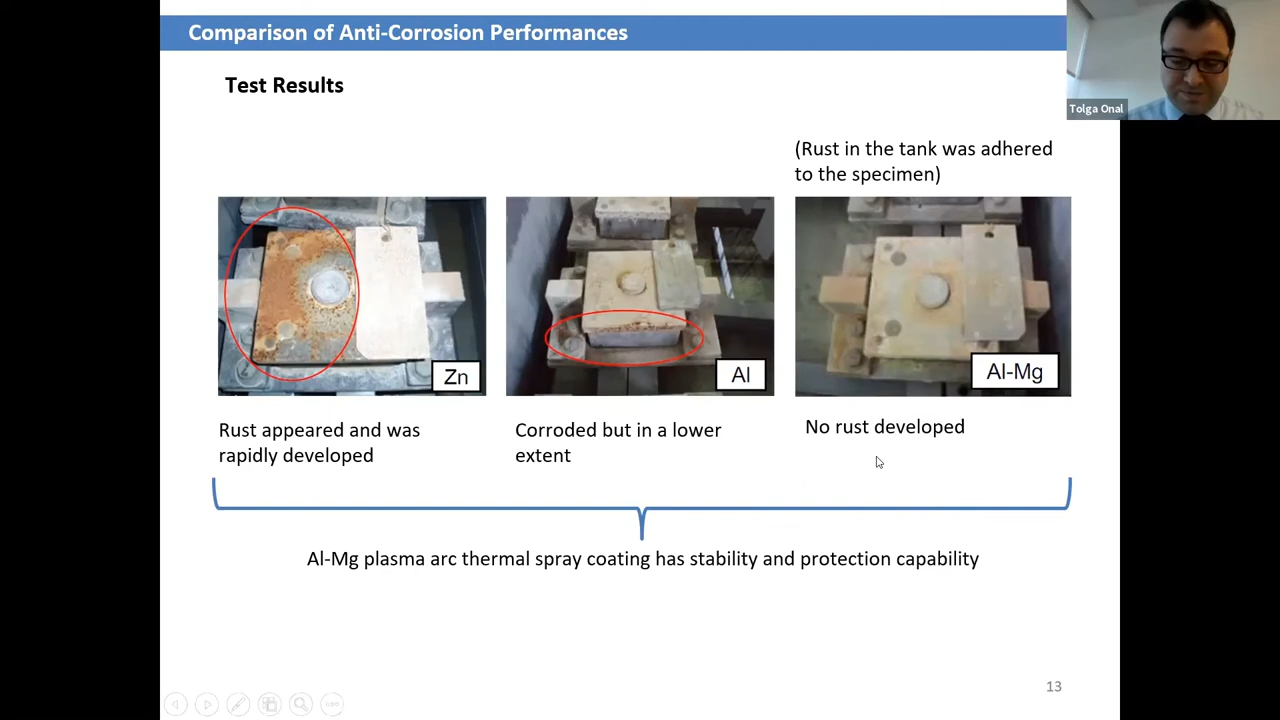 Comparison of Anti-Corrosion Performances
Tolga Onal
Test Results
(Rust in the tank was adhered
to the specimen)
Zn
Al
Al-Mg
Rust appeared and was
rapidly developed
Corroded but in a lower
extent
No rust developed
Al-Mg plasma arc thermal spray coating has stability and protection capability
13